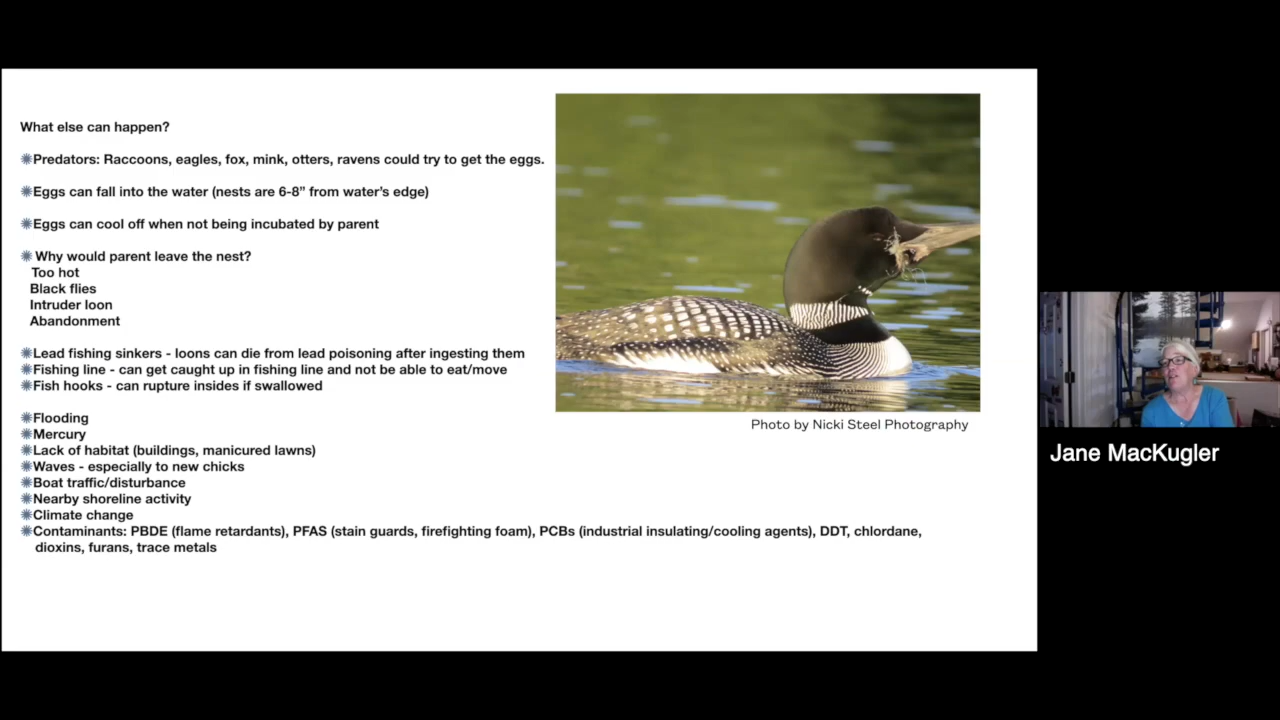 What else can happen?
Predators: Raccoons, eagles, fox, mink, otters, ravens could try to get the eggs.
Eggs can fall into the water (nests are 6-8” from water’s edge)
Eggs can cool off when not being incubated by parent
Why would parent leave the nest?
Too hot
Black flies
Intruder loon
Abandonment
Lead fishing sinkers - loons can die from lead poisoning after ingesting them
Fishing line - can get caught up in fishing line and not be able to eat/move
Fish hooks - can rupture insides if swallowed
Flooding
Mercury
Lack of habitat (buildings, manicured lawns)
Waves - especially to new chicks
Boat traffic/disturbance
Nearby shoreline activity
Climate change
Contaminants: PBDE (flame retardants), PFAS (stain guards, firefighting foam), PCBs (industrial insulating/cooling agents), DDT, chlordane,
dioxins, furans, trace metals
Photo by Nicki Steel Photography
Jane MacKugler